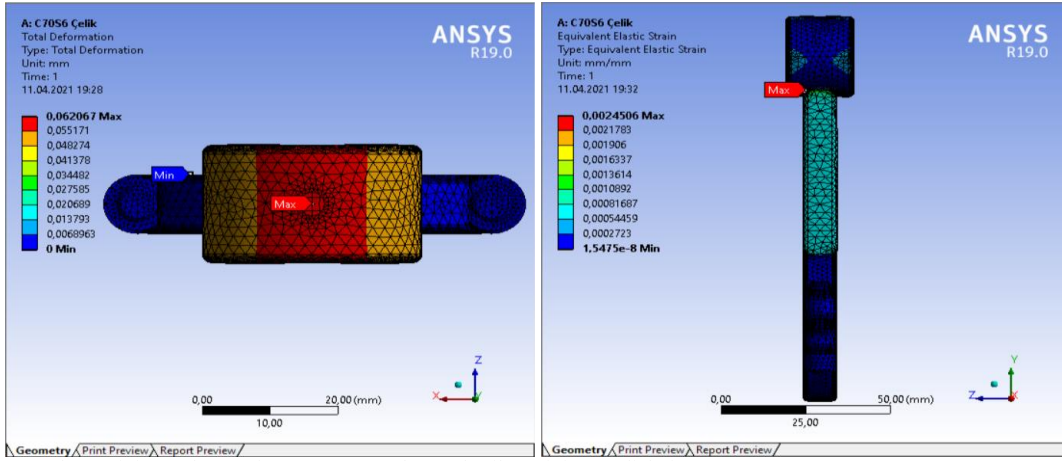 A: C70S6 Çelik
Total Deformation
Type: Total Deformation
Unit: mm
Time: 1
11.04.2021 19:28
0,062067 Max
0,055171
0,048274
0,041378
0,034482
0,027585
0,020689
0,013793
0,0068963
0 Min
ANSYS
R19.0
Min
Max
Z
X
Y
0,00
20,00 (mm)
10,00
Geometry
Print Preview
Report Preview
A: C70S6 Çelik
Equivalent Elastic Strain
Type: Equivalent Elastic Strain
Unit: mm/mm
Time: 1
11.04.2021 19:32
0,0024506 Max
0,0021783
0,001906
0,0016337
0,0013614
0,0010892
0,00081687
0,00054459
0,0002723
1,5475e-8 Min
ANSYS
R19.0
Max
Y
Z
X
0,00
50,00 (mm)
25,00
Geometry
Print Preview
Report Preview